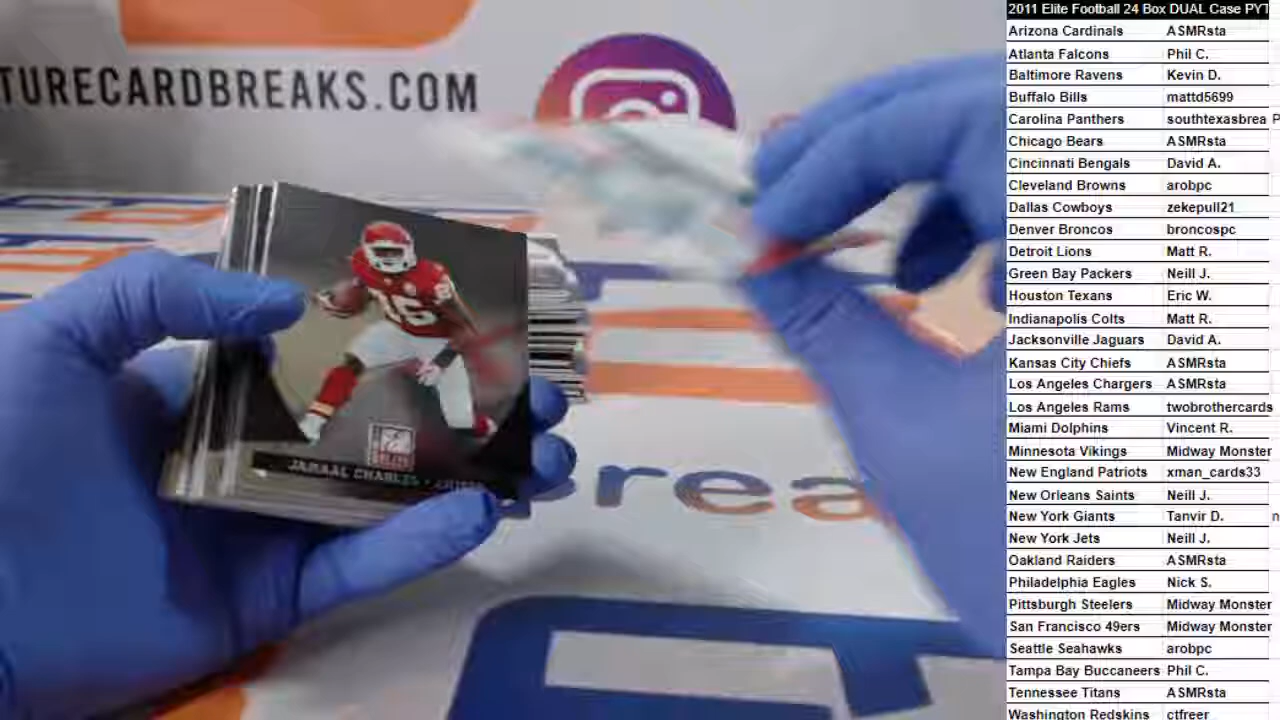 TURECARDBREAKS.COM
JAMAAL CHARLES • CHIEFS
ELITE
brea
2011 Elite Football 24 Box DUAL Case PYT
Arizona Cardinals ASMRsta
Atlanta Falcons Phil C.
Baltimore Ravens Kevin D.
Buffalo Bills mattd5699
Carolina Panthers southtexasbrea P
Chicago Bears ASMRsta
Cincinnati Bengals David A.
Cleveland Browns arobpc
Dallas Cowboys zekepull21
Denver Broncos broncospc
Detroit Lions Matt R.
Green Bay Packers Neill J.
Houston Texans Eric W.
Indianapolis Colts Matt R.
Jacksonville Jaguars David A.
Kansas City Chiefs ASMRsta
Los Angeles Chargers ASMRsta
Los Angeles Rams twobrothercards
Miami Dolphins Vincent R.
Minnesota Vikings Midway Monster
New England Patriots xman_cards33
New Orleans Saints Neill J.
New York Giants Tanvir D. n
New York Jets Neill J.
Oakland Raiders ASMRsta
Philadelphia Eagles Nick S.
Pittsburgh Steelers Midway Monster
San Francisco 49ers Midway Monster
Seattle Seahawks arobpc
Tampa Bay Buccaneers Phil C.
Tennessee Titans ASMRsta
Washington Redskins ctfreer